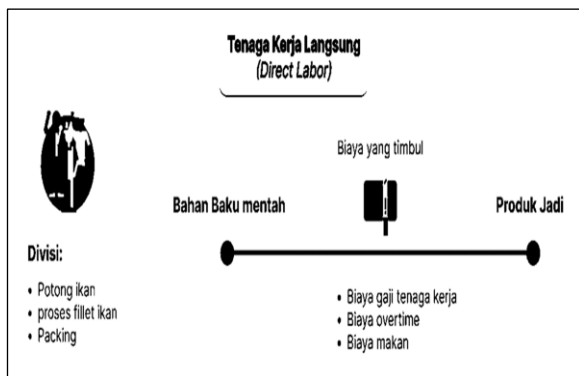 Tenaga Kerja Langsung
(Direct Labor)
Biaya yang timbul
Bahan Baku mentah
Produk Jadi
Divisi:
• Potong ikan
• proses fillet ikan
• Packing
• Biaya gaji tenaga kerja
• Biaya overtime
• Biaya makan